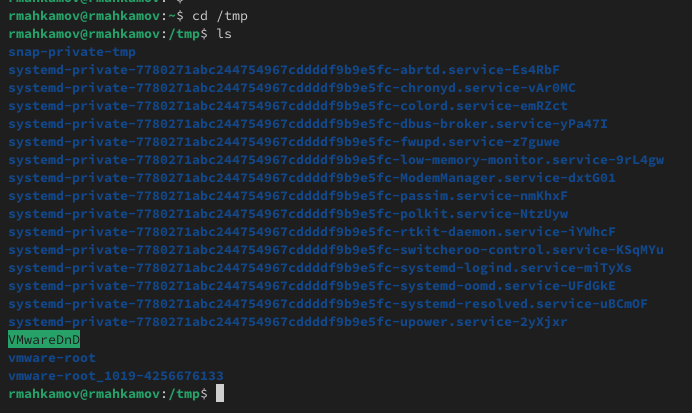 rmahkamov@rmahkamov:~$ cd /tmp
rmahkamov@rmahkamov:/tmp$ ls
snap-private-tmp
systemd-private-7780271abc244754967cddddf9b9e5fc-abrtd.service-Es4RbF
systemd-private-7780271abc244754967cddddf9b9e5fc-chronyd.service-vAr0MC
systemd-private-7780271abc244754967cddddf9b9e5fc-colord.service-emRZct
systemd-private-7780271abc244754967cddddf9b9e5fc-dbus-broker.service-yPa47I
systemd-private-7780271abc244754967cddddf9b9e5fc-fwupd.service-z7guwe
systemd-private-7780271abc244754967cddddf9b9e5fc-low-memory-monitor.service-9rL4gw
systemd-private-7780271abc244754967cddddf9b9e5fc-ModemManager.service-dxtG01
systemd-private-7780271abc244754967cddddf9b9e5fc-passim.service-nmKhxF
systemd-private-7780271abc244754967cddddf9b9e5fc-polkit.service-NtzUyw
systemd-private-7780271abc244754967cddddf9b9e5fc-rtkit-daemon.service-iYWhcF
systemd-private-7780271abc244754967cddddf9b9e5fc-switcheroo-control.service-KSqMYu
systemd-private-7780271abc244754967cddddf9b9e5fc-systemd-logind.service-miTyXs
systemd-private-7780271abc244754967cddddf9b9e5fc-systemd-oomd.service-UFdGkE
systemd-private-7780271abc244754967cddddf9b9e5fc-systemd-resolved.service-uBCmOF
systemd-private-7780271abc244754967cddddf9b9e5fc-upower.service-2yXjxr
VMwareDnD
vmware-root
vmware-root_1019-4256676133
rmahkamov@rmahkamov:/tmp$